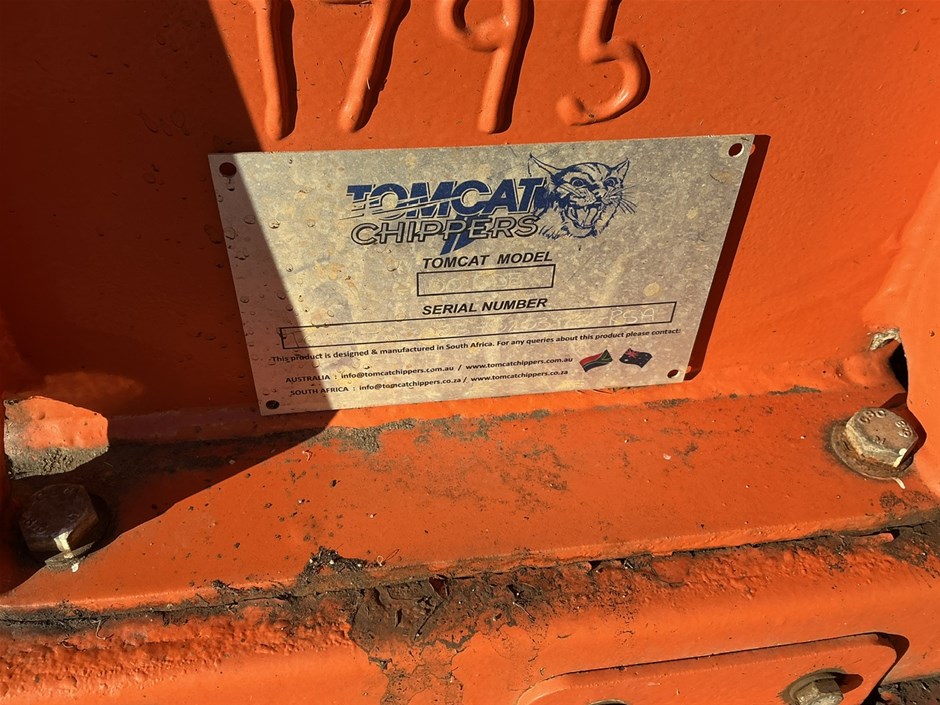 1795
TOMCAT
CHIPPERS
TOMCAT MODEL
SERIAL NUMBER
RSA
This product is designed & manufactured in South Africa. For any queries about this product please contact:
AUSTRALIA : info@tomcatchippers.com.au / www.tomcatchippers.com.au
SOUTH AFRICA : info@tomcatchippers.co.za / www.tomcatchippers.co.za